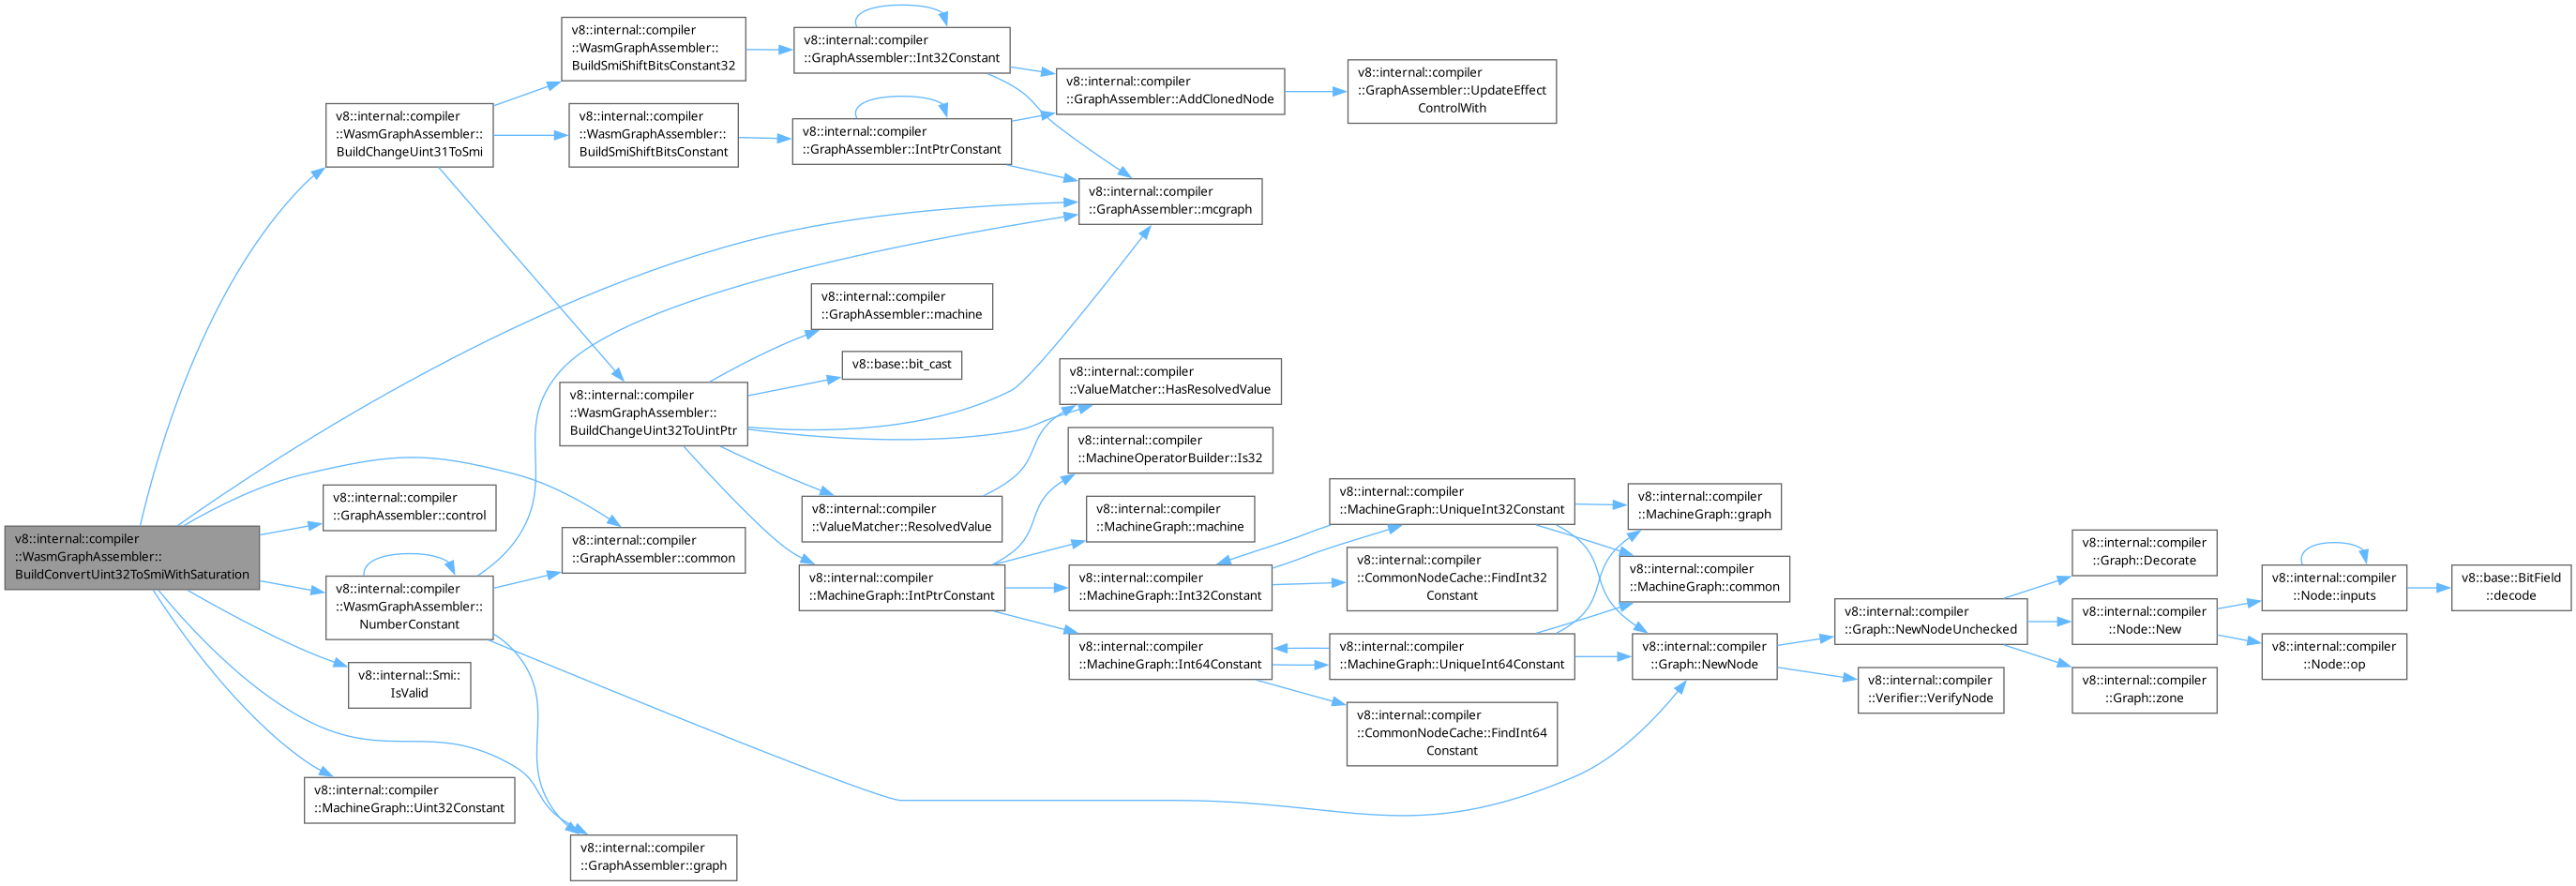 v8::internal::compiler
::WasmGraphAssembler::
BuildConvertUint32ToSmiWithSaturation
v8::internal::compiler
::WasmGraphAssembler::
BuildChangeUint31ToSmi
v8::internal::compiler
::GraphAssembler::control
v8::internal::compiler
::WasmGraphAssembler::
NumberConstant
v8::internal::Smi::
IsValid
v8::internal::compiler
::MachineGraph::Uint32Constant
v8::internal::compiler
::WasmGraphAssembler::
BuildSmiShiftBitsConstant32
v8::internal::compiler
::WasmGraphAssembler::
BuildSmiShiftBitsConstant
v8::internal::compiler
::WasmGraphAssembler::
BuildChangeUint32ToUintPtr
v8::internal::compiler
::GraphAssembler::common
v8::internal::compiler
::GraphAssembler::graph
v8::internal::compiler
::GraphAssembler::Int32Constant
v8::internal::compiler
::GraphAssembler::IntPtrConstant
v8::internal::compiler
::GraphAssembler::machine
v8::base::bit_cast
v8::internal::compiler
::ValueMatcher::ResolvedValue
v8::internal::compiler
::MachineGraph::IntPtrConstant
v8::internal::compiler
::GraphAssembler::AddClonedNode
v8::internal::compiler
::GraphAssembler::mcgraph
v8::internal::compiler
::ValueMatcher::HasResolvedValue
v8::internal::compiler
::MachineOperatorBuilder::Is32
v8::internal::compiler
::MachineGraph::machine
v8::internal::compiler
::MachineGraph::Int32Constant
v8::internal::compiler
::MachineGraph::Int64Constant
v8::internal::compiler
::GraphAssembler::UpdateEffect
ControlWith
v8::internal::compiler
::MachineGraph::UniqueInt32Constant
v8::internal::compiler
::CommonNodeCache::FindInt32
Constant
v8::internal::compiler
::MachineGraph::UniqueInt64Constant
v8::internal::compiler
::CommonNodeCache::FindInt64
Constant
v8::internal::compiler
::MachineGraph::graph
v8::internal::compiler
::MachineGraph::common
v8::internal::compiler
::Graph::NewNode
v8::internal::compiler
::Graph::NewNodeUnchecked
v8::internal::compiler
::Verifier::VerifyNode
v8::internal::compiler
::Graph::Decorate
v8::internal::compiler
::Node::New
v8::internal::compiler
::Graph::zone
v8::internal::compiler
::Node::inputs
v8::internal::compiler
::Node::op
v8::base::BitField
::decode